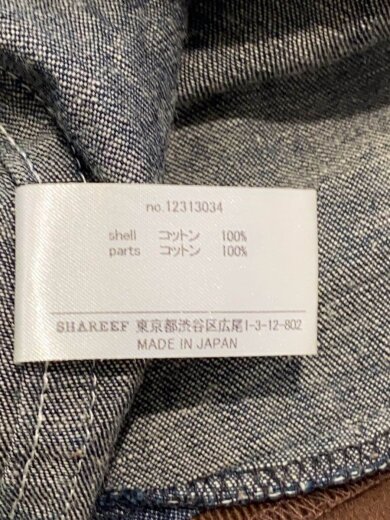 no.12313034
shell コットン 100%
parts コットン 100%
SHAREEF 東京都渋谷区広尾1-3-12-802
MADE IN JAPAN